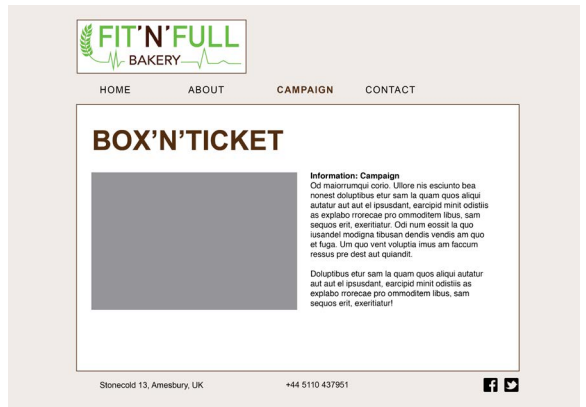 FIT'N'FULL
BAKERY
HOME ABOUT CAMPAIGN CONTACT
BOX'N'TICKET
Information: Campaign
Od maiorrumqui corio. Ullore nis esciunto bea
nonest doluptibus etur sam la quam quos aliqui
autatur aut aut el ipsusdant, earcipid minit odistiis
as explabo rrorecae pro ommoditem libus, sam
sequos erit, exeritiatur. Odi num eossit la quo
iusandel modigna tibusan dendis vendis am quo
et fuga. Um quo vent voluptia imus am faccum
ressus pre dest aut quiandit.
Doluptibus etur sam la quam quos aliqui autatur
aut aut el ipsusdant, earcipid minit odistiis as
explabo rrorecae pro ommoditem libus, sam
sequos erit, exeritiatur!
Stonecold 13, Amesbury, UK +44 5110 437951